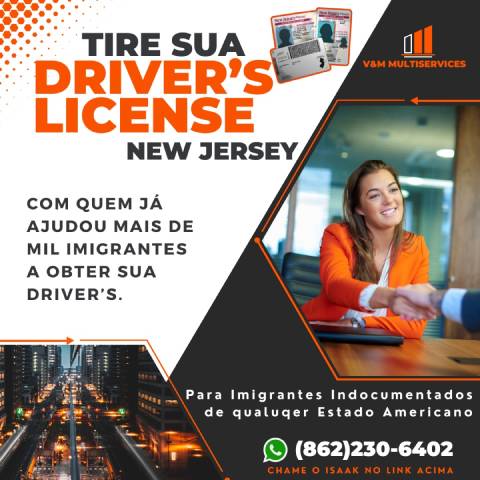 TIRE SUA
DRIVER'S
LICENSE
NEW JERSEY
V&M MULTISERVICES
COM QUEM JÁ
AJUDOU MAIS DE
MIL IMIGRANTES
A OBTER SUA
DRIVER'S.
Para Imigrantes Indocumentados
de qualuqer Estado Americano
(862)230-6402
CHAME O ISAAK NO LINK ACIMA